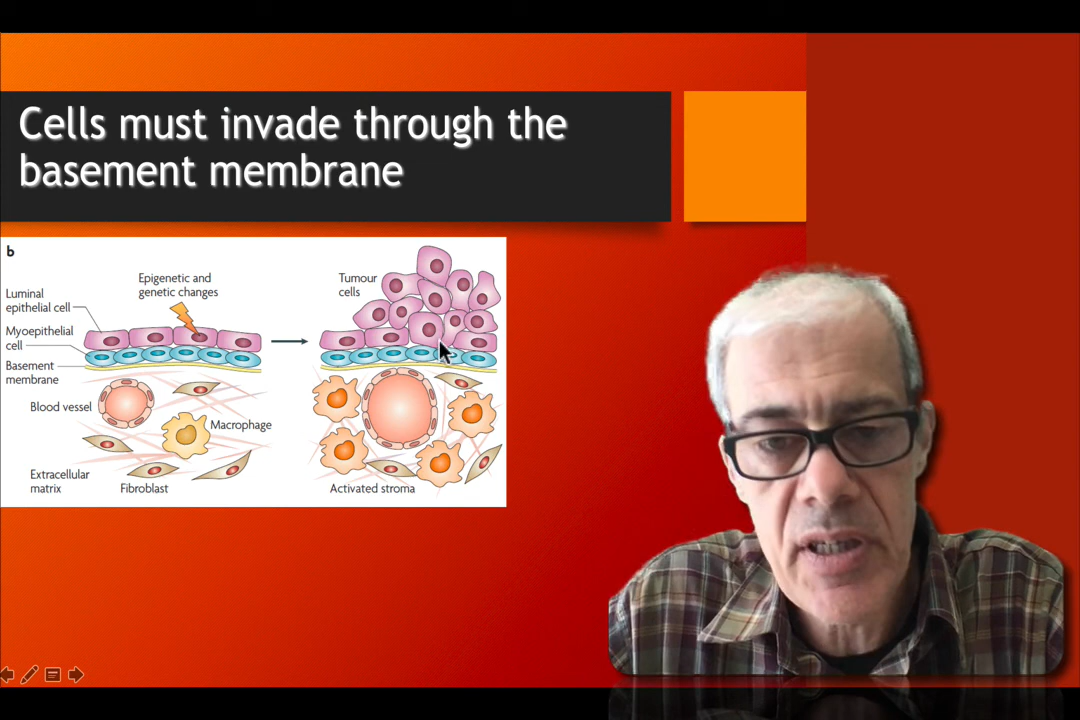 Cells must invade through the
basement membrane
b
Epigenetic and
genetic changes
Tumour
cells
Luminal
epithelial cell
Myoepithelial
cell
Basement
membrane
Blood vessel
Macrophage
Extracellular
matrix
Fibroblast
Activated stroma